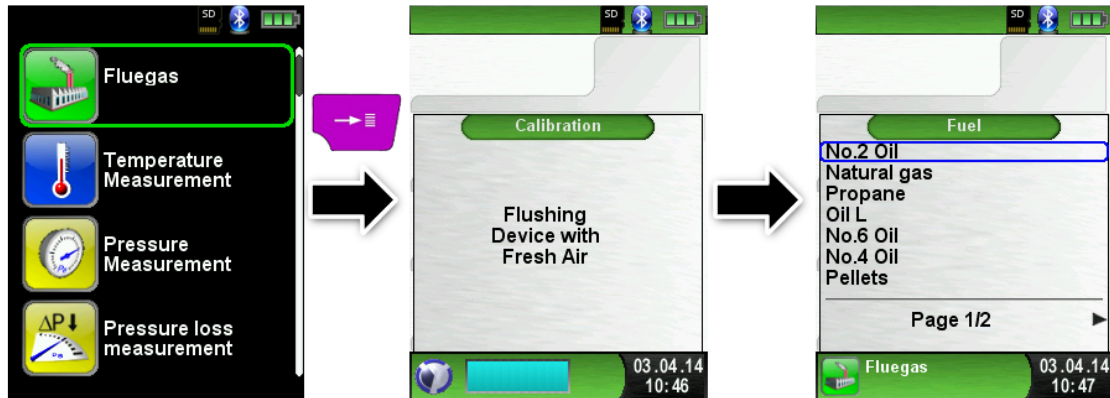 SD
Fluegas
Temperature
Measurement
Pressure
Measurement
ΔP
Pressure loss
measurement
SD
Calibration
Flushing
Device with
Fresh Air
03.04.14
10:46
SD
Fuel
No.2 Oil
Natural gas
Propane
Oil L
No.6 Oil
No.4 Oil
Pellets
Page 1/2
Fluegas
03.04.14
10:47